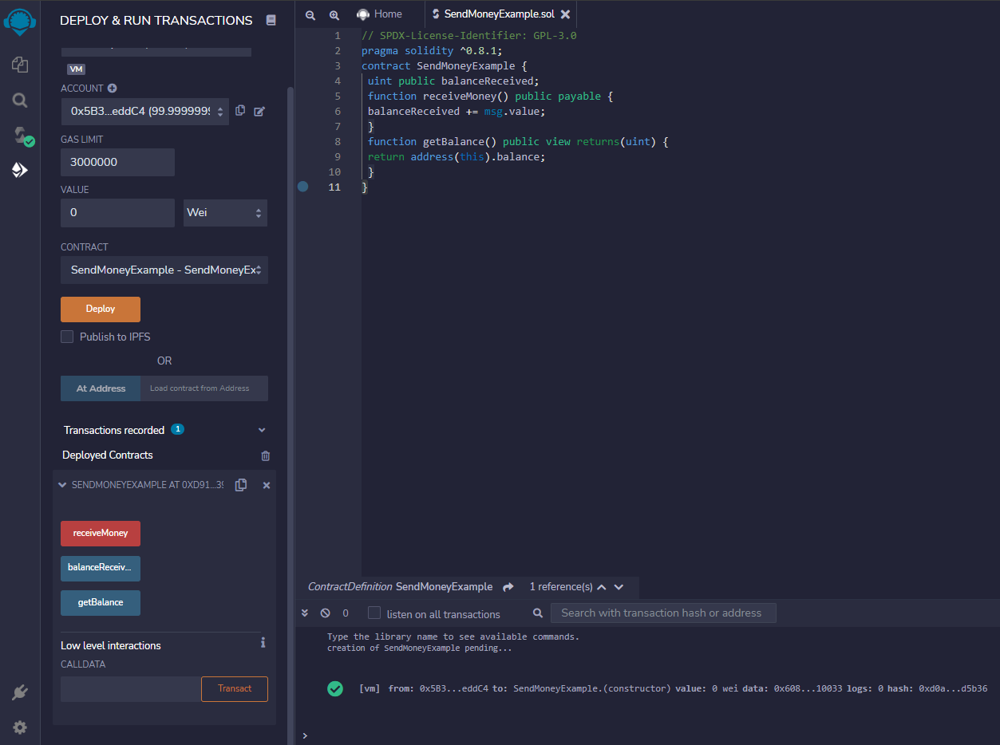 DEPLOY & RUN TRANSACTIONS
VM
ACCOUNT
0x5B3...eddC4 (99.9999999
GAS LIMIT
3000000
VALUE
0
Wei
CONTRACT
SendMoneyExample - SendMoneyEx
Deploy
Publish to IPFS
OR
At Address
Load contract from Address
Transactions recorded 1
Deployed Contracts
SENDMONEYEXAMPLE AT 0XD91...39
receiveMoney
balanceReceiv...
getBalance
Low level interactions
CALLDATA
Transact
Home
SendMoneyExample.sol
1 // SPDX-License-Identifier: GPL-3.0
2 pragma solidity ^0.8.1;
3 contract SendMoneyExample {
4 uint public balanceReceived;
5 function receiveMoney() public payable {
6 balanceReceived += msg.value;
7 }
8 function getBalance() public view returns(uint) {
9 return address(this).balance;
10 }
11 }
ContractDefinition SendMoneyExample 1 reference(s)
0 listen on all transactions Search with transaction hash or address
Type the library name to see available commands.
creation of SendMoneyExample pending...
[vm] from: 0x5B3...eddC4 to: SendMoneyExample.(constructor) value: 0 wei data: 0x608...10033 logs: 0 hash: 0xd0a...d5b36
>